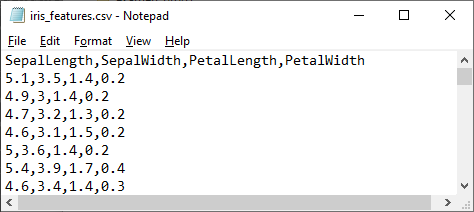 iris_features.csv - Notepad
File Edit Format View Help
SepalLength,SepalWidth,PetalLength,PetalWidth
5.1,3.5,1.4,0.2
4.9,3,1.4,0.2
4.7,3.2,1.3,0.2
4.6,3.1,1.5,0.2
5,3.6,1.4,0.2
5.4,3.9,1.7,0.4
4.6,3.4,1.4,0.3